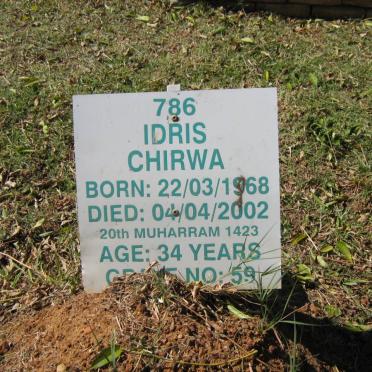 786
IDRIS
CHIRWA
BORN: 22/03/1968
DIED: 04/04/2002
20th MUHARRAM 1423
AGE: 34 YEARS
GRAVE NO: 59